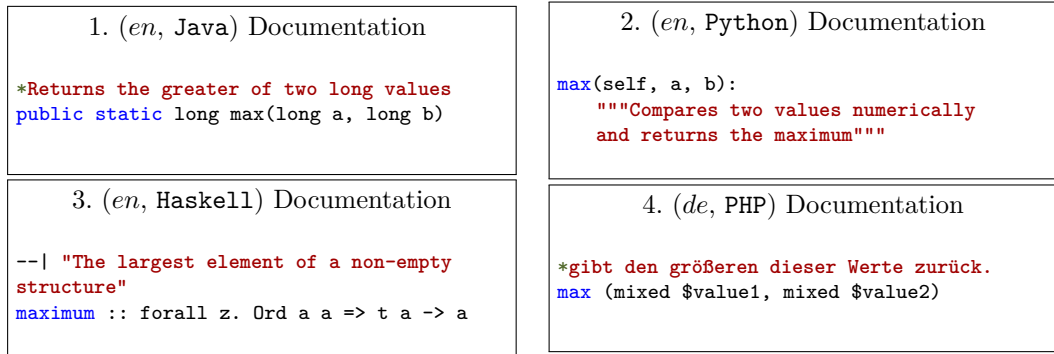 1. (en, Java) Documentation
*Returns the greater of two long values
public static long max(long a, long b)
2. (en, Python) Documentation
max(self, a, b):
"""Compares two values numerically
and returns the maximum"""
3. (en, Haskell) Documentation
--| "The largest element of a non-empty
structure"
maximum :: forall z. Ord a a => t a -> a
4. (de, PHP) Documentation
*gibt den größeren dieser Werte zurück.
max (mixed $value1, mixed $value2)